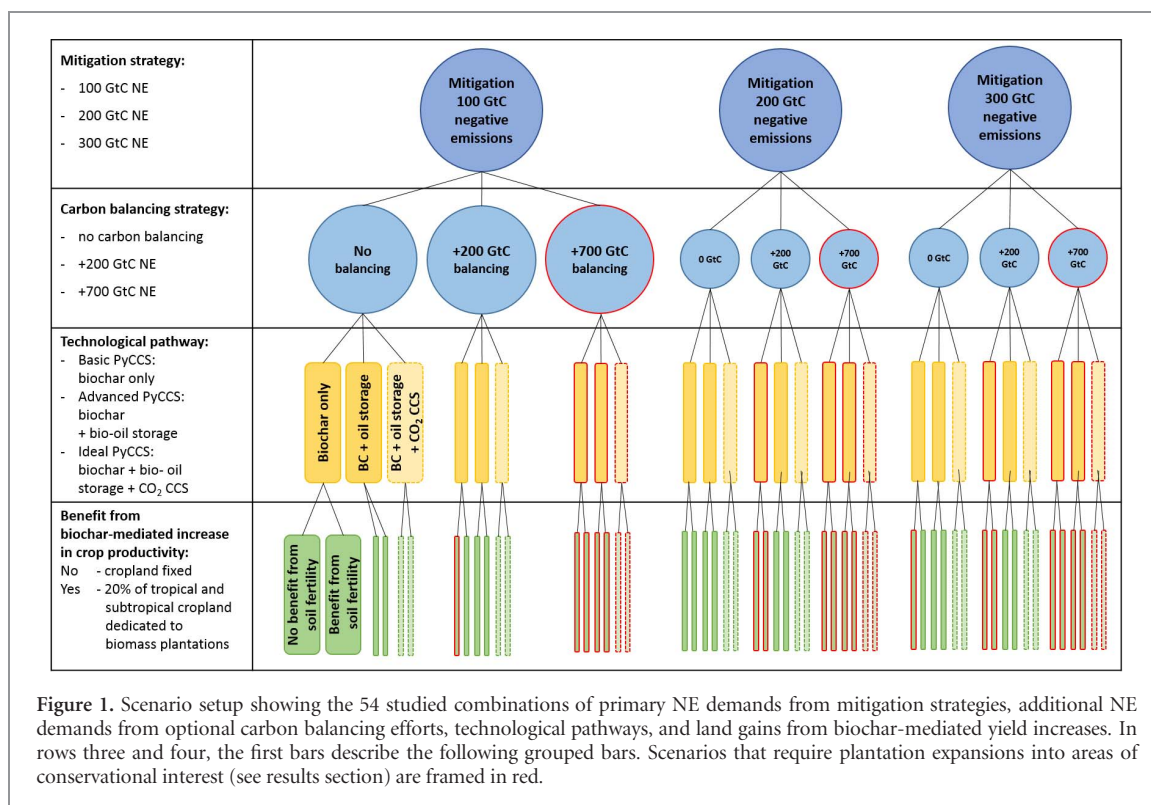 Mitigation strategy:
- 100 GtC NE
- 200 GtC NE
- 300 GtC NE
Mitigation
100 GtC
negative
emissions
Mitigation
200 GtC
negative
emissions
Mitigation
300 GtC
negative
emissions
Carbon balancing strategy:
- no carbon balancing
- +200 GtC NE
- +700 GtC NE
No
balancing
+200 GtC
balancing
+700 GtC
balancing
0 GtC
+200
GtC
+700
GtC
0 GtC
+200
GtC
+700
GtC
Technological pathway:
- Basic PyCCS:
biochar only
- Advanced PyCCS:
biochar
+ bio-oil storage
- Ideal PyCCS:
biochar + bio- oil
storage + CO₂ CCS
Biochar only
BC + oil storage
BC + oil storage
+ CO₂ CCS
Benefit from
biochar-mediated increase
in crop productivity:
No - cropland fixed
Yes - 20% of tropical and
subtropical cropland
dedicated to
biomass plantations
No benefit from
soil fertility
Benefit from
soil fertility
Figure 1. Scenario setup showing the 54 studied combinations of primary NE demands from mitigation strategies, additional NE
demands from optional carbon balancing efforts, technological pathways, and land gains from biochar-mediated yield increases. In
rows three and four, the first bars describe the following grouped bars. Scenarios that require plantation expansions into areas of
conservational interest (see results section) are framed in red.